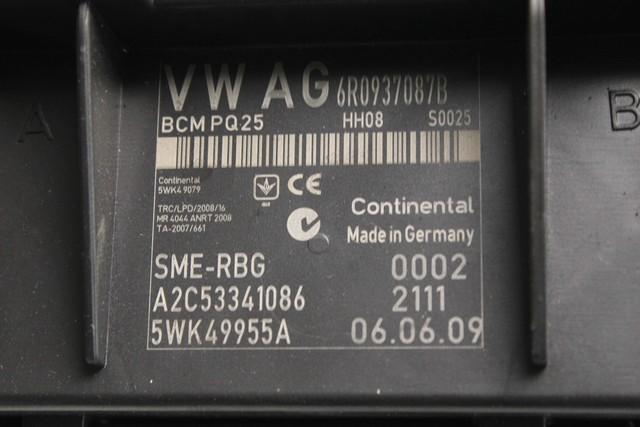 A
B
VW AG 6R0937087B
BCM PQ25 HH08 S0025
Continental
5WK4 9079
CE
TRC/LPD/2008/16
MR 4044 ANRT 2008
TA-2007/661
Continental
Made in Germany
SME-RBG 0002
A2C53341086 2111
5WK49955A 06.06.09